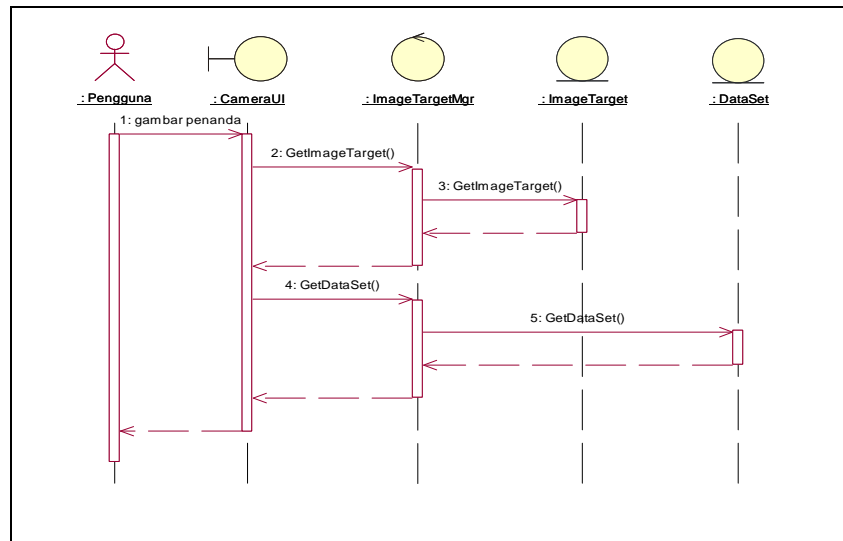 : Pengguna
: CameraUI
: ImageTargetMgr
: ImageTarget
: DataSet
1: gambar penanda
2: GetImageTarget()
3: GetImageTarget()
4: GetDataSet()
5: GetDataSet()